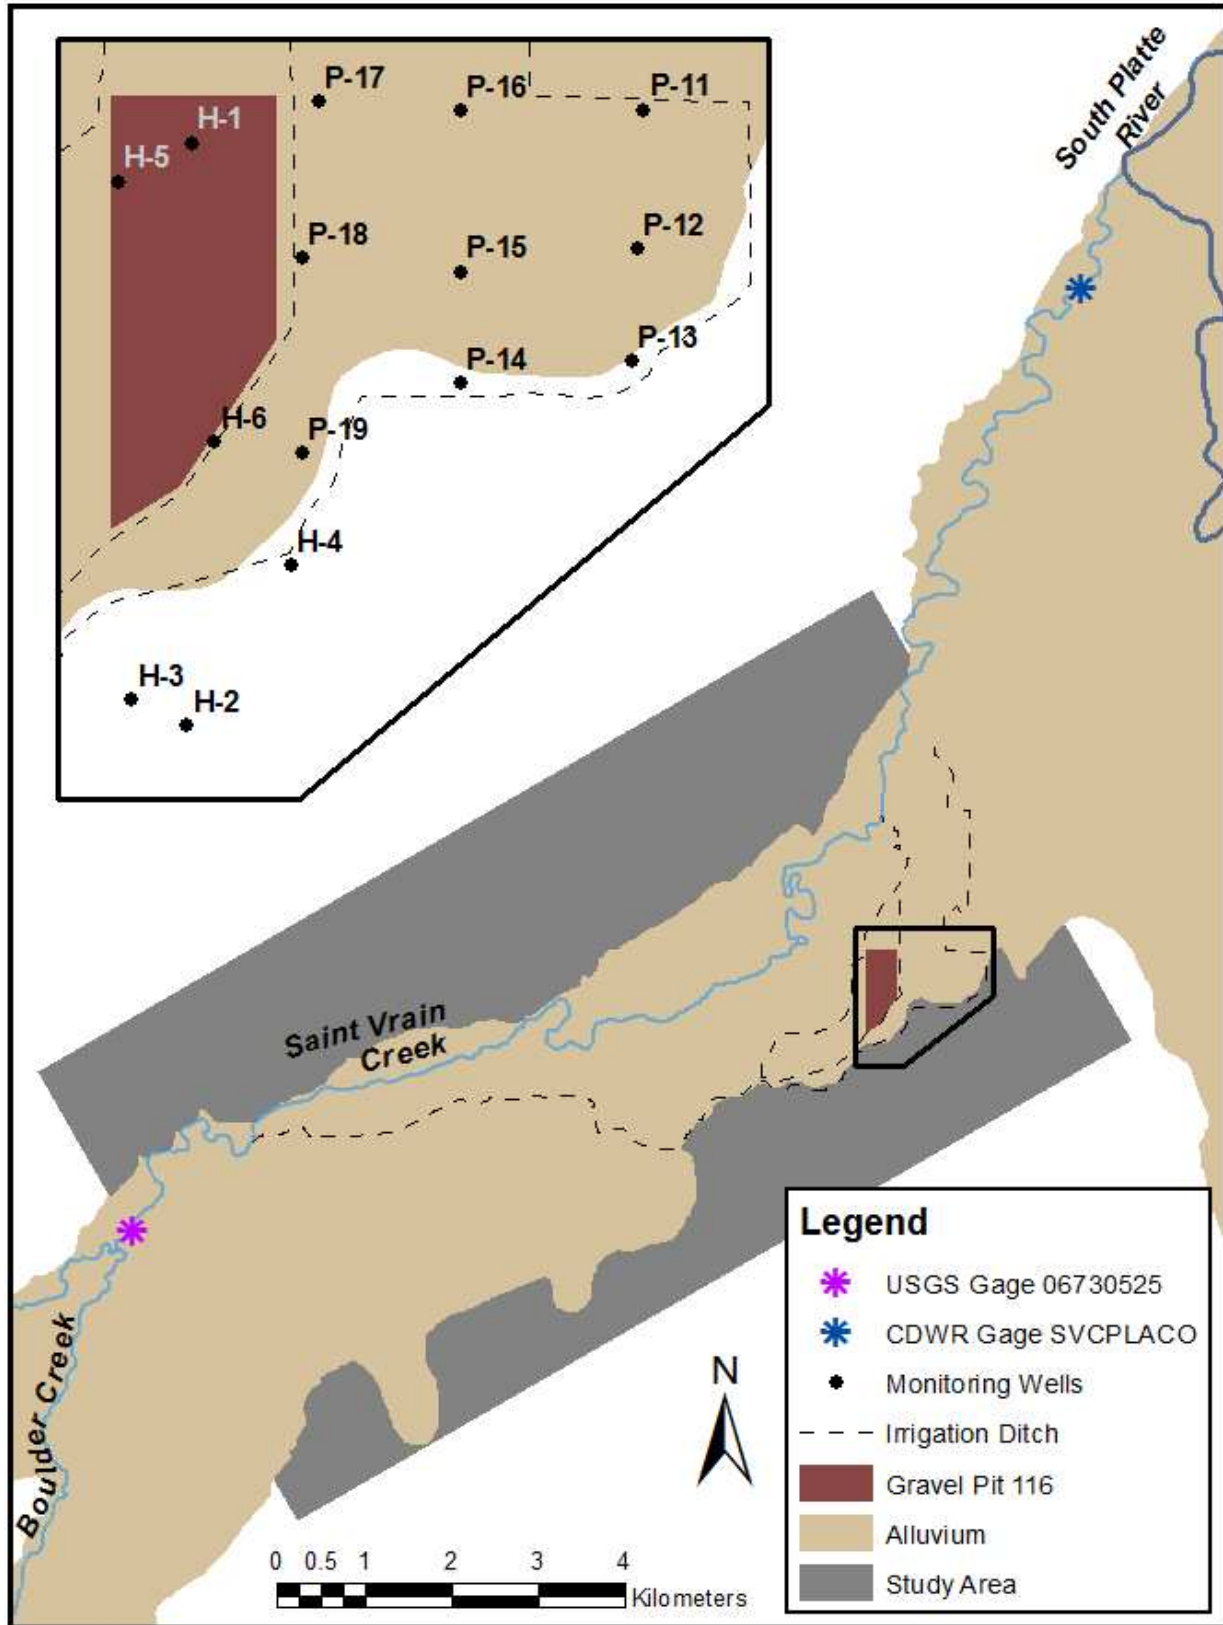 South Platte
River
P-17
P-16
P-11
H-1
H-5
P-18
P-15
P-12
P-14
P-13
H-6
P-19
H-4
H-3
H-2
Saint Vrain
Creek
Boulder Creek
N
0 0.5 1 2 3 4
Kilometers
Legend
USGS Gage 06730525
CDWR Gage SVCPLACO
Monitoring Wells
Irrigation Ditch
Gravel Pit 116
Alluvium
Study Area